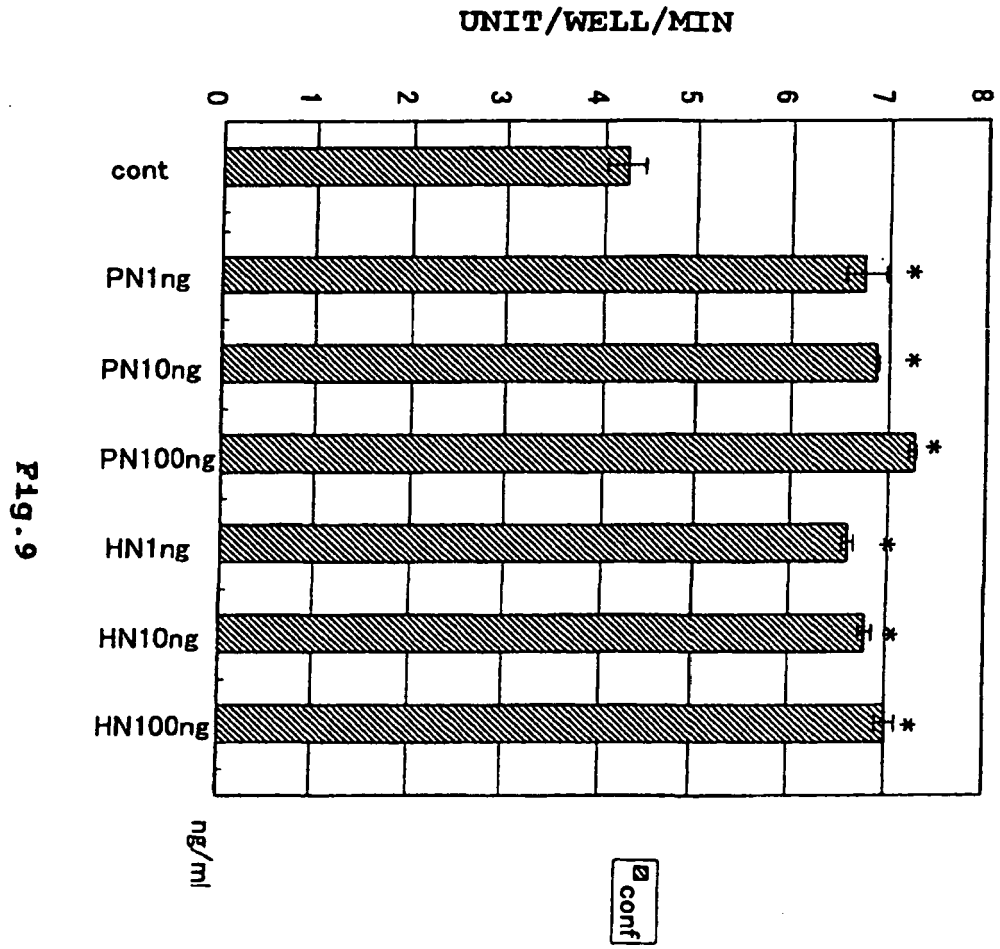 UNIT/WELL/MIN
0 1 2 3 4 5 6 7 8
cont
PN1ng *
PN10ng *
PN100ng *
HN1ng *
HN10ng *
HN100ng *
ng/ml
conf
Fig.9